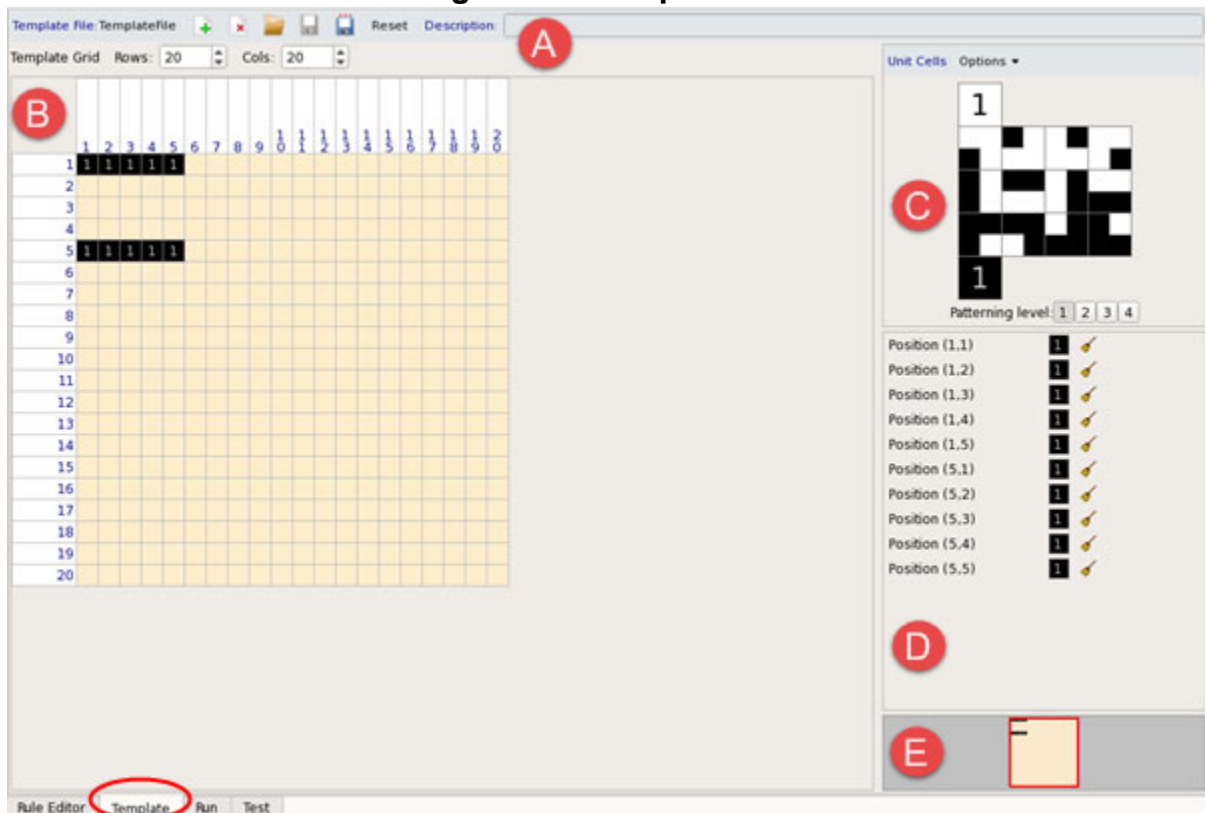 Template File: Templatefile Reset Description:
A
Template Grid Rows: 20 Cols: 20
Unit Cells Options
B
1 2 3 4 5 6 7 8 9 10 11 12 13 14 15 16 17 18 19 20
1 1 1 1 1 1
2
3
4
5 1 1 1 1 1
6
7
8
9
10
11
12
13
14
15
16
17
18
19
20
1
C
1
Patterning level: 1 2 3 4
Position (1,1) 1
Position (1,2) 1
Position (1,3) 1
Position (1,4) 1
Position (1,5) 1
Position (5,1) 1
Position (5,2) 1
Position (5,3) 1
Position (5,4) 1
Position (5,5) 1
D
E
Rule Editor Template Run Test